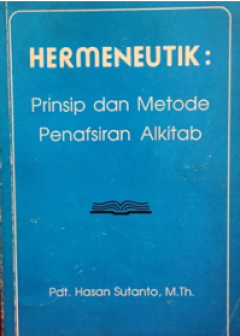 HERMENEUTIK:
Prinsip dan Metode
Penafsiran Alkitab
Pdt. Hasan Sutanto, M.Th.